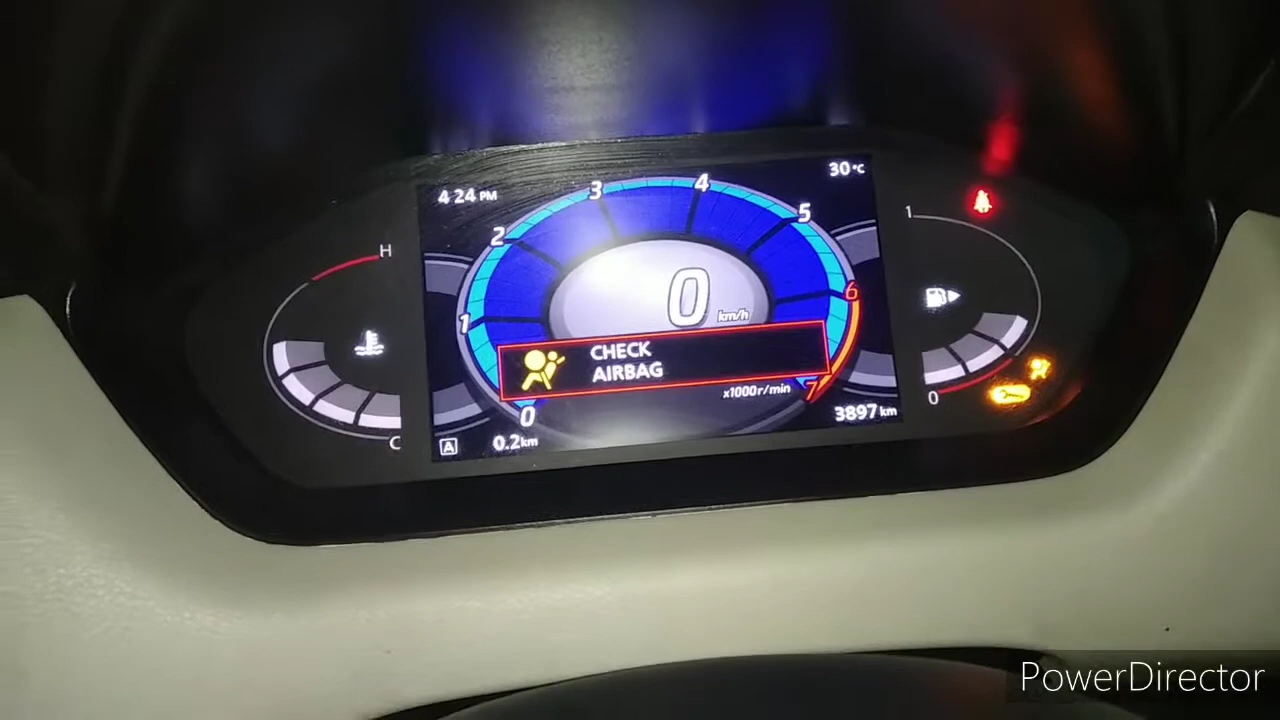 4:24 PM
30°C
H
C
0
1
2
3
4
5
6
7
0
km/h
CHECK
AIRBAG
x1000r/min
A
0.2km
3897 km
1
0
PowerDirector